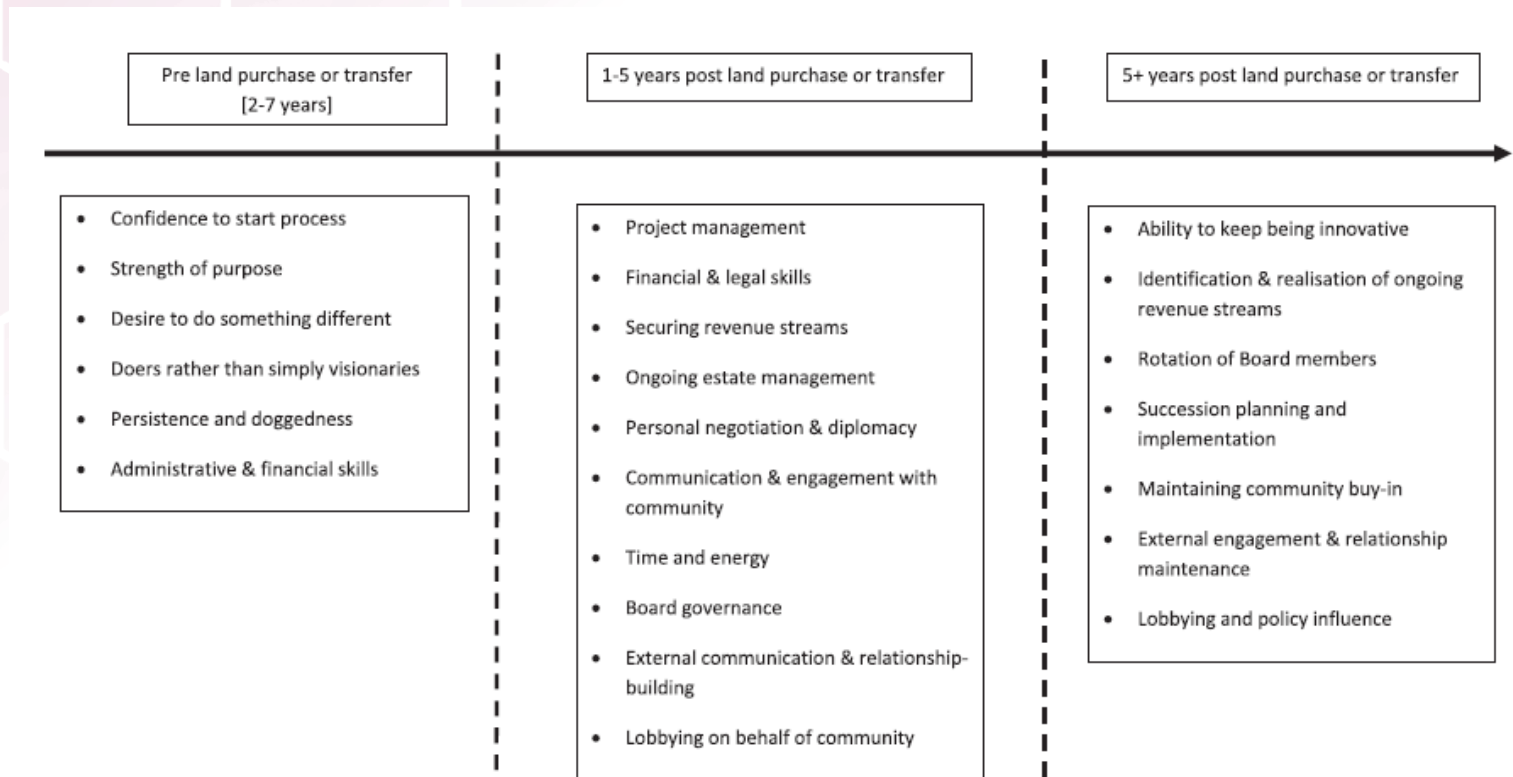 Pre land purchase or transfer
[2-7 years]
1-5 years post land purchase or transfer
5+ years post land purchase or transfer
• Confidence to start process
• Strength of purpose
• Desire to do something different
• Doers rather than simply visionaries
• Persistence and doggedness
• Administrative & financial skills
• Project management
• Financial & legal skills
• Securing revenue streams
• Ongoing estate management
• Personal negotiation & diplomacy
• Communication & engagement with
community
• Time and energy
• Board governance
• External communication & relationship-
building
• Lobbying on behalf of community
• Ability to keep being innovative
• Identification & realisation of ongoing
revenue streams
• Rotation of Board members
• Succession planning and
implementation
• Maintaining community buy-in
• External engagement & relationship
maintenance
• Lobbying and policy influence